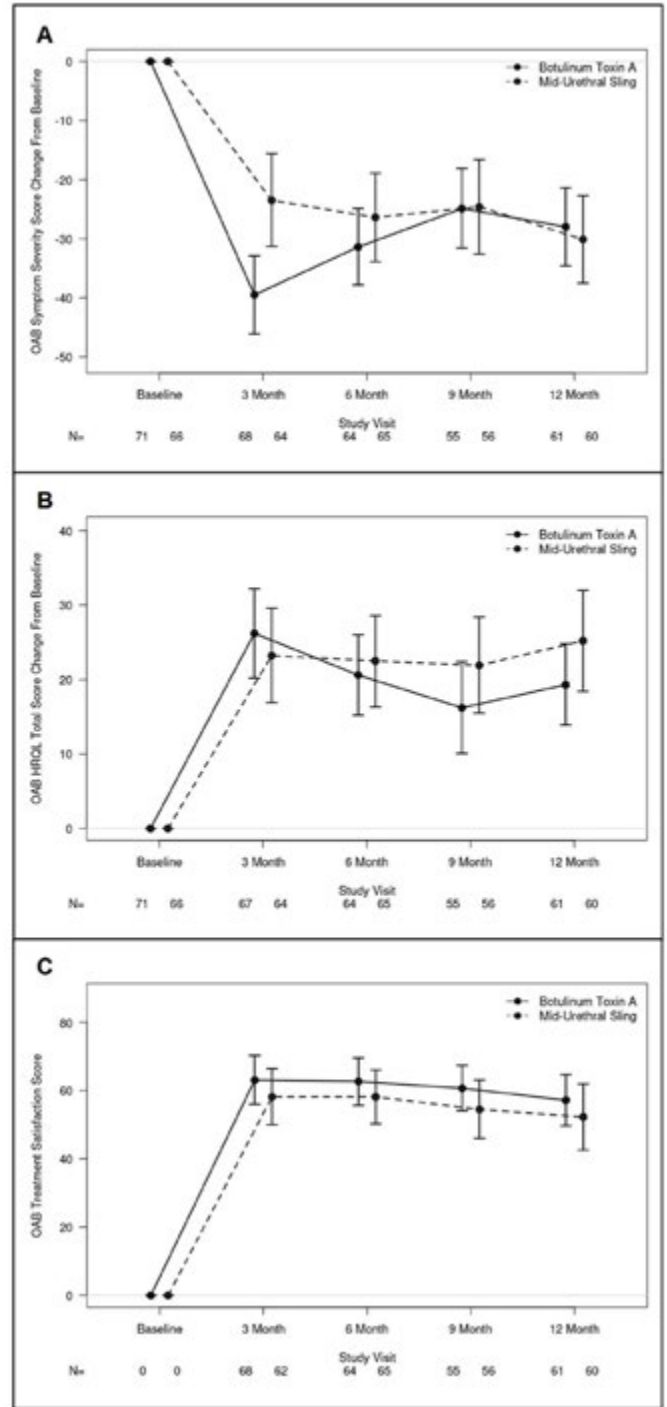 A
Botulinum Toxin A
Mid-Urethral Sling
OAB Symptom Severity Score Change From Baseline
0
-10
-20
-30
-40
-50
Baseline 3 Month 6 Month 9 Month 12 Month
Study Visit
N= 71 66 68 64 64 65 55 56 61 60
B
Botulinum Toxin A
Mid-Urethral Sling
OAB HRQL Total Score Change From Baseline
40
30
20
10
0
Baseline 3 Month 6 Month 9 Month 12 Month
Study Visit
N= 71 66 67 64 64 65 55 56 61 60
C
Botulinum Toxin A
Mid-Urethral Sling
OAB Treatment Satisfaction Score
80
60
40
20
0
Baseline 3 Month 6 Month 9 Month 12 Month
Study Visit
N= 0 0 68 62 64 65 55 56 61 60